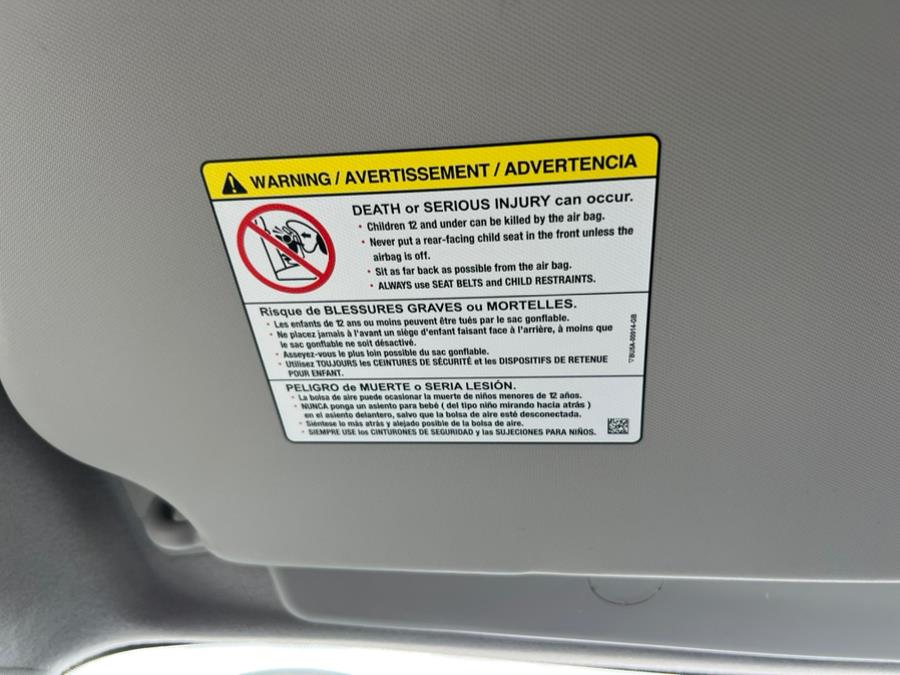 WARNING / AVERTISSEMENT / ADVERTENCIA
DEATH or SERIOUS INJURY can occur.
• Children 12 and under can be killed by the air bag.
• Never put a rear-facing child seat in the front unless the
airbag is off.
• Sit as far back as possible from the air bag.
• ALWAYS use SEAT BELTS and CHILD RESTRAINTS.
Risque de BLESSURES GRAVES ou MORTELLES.
• Les enfants de 12 ans ou moins peuvent être tués par le sac gonflable.
• Ne placez jamais à l'avant un siège d'enfant faisant face à l'arrière, à moins que
le sac gonflable ne soit désactivé.
• Asseyez-vous le plus loin possible du sac gonflable.
• Utilisez TOUJOURS les CEINTURES DE SÉCURITÉ et les DISPOSITIFS DE RETENUE
POUR ENFANT.
PELIGRO de MUERTE o SERIA LESIÓN.
• La bolsa de aire puede ocasionar la muerte de niños menores de 12 años.
• NUNCA ponga un asiento para bebé ( del tipo niño mirando hacia atrás )
en el asiento delantero, salvo que la bolsa de aire esté desconectada.
• Siéntese lo más atrás y alejado posible de la bolsa de aire.
• SIEMPRE USE los CINTURONES DE SEGURIDAD y las SUJECIONES PARA NIÑOS.